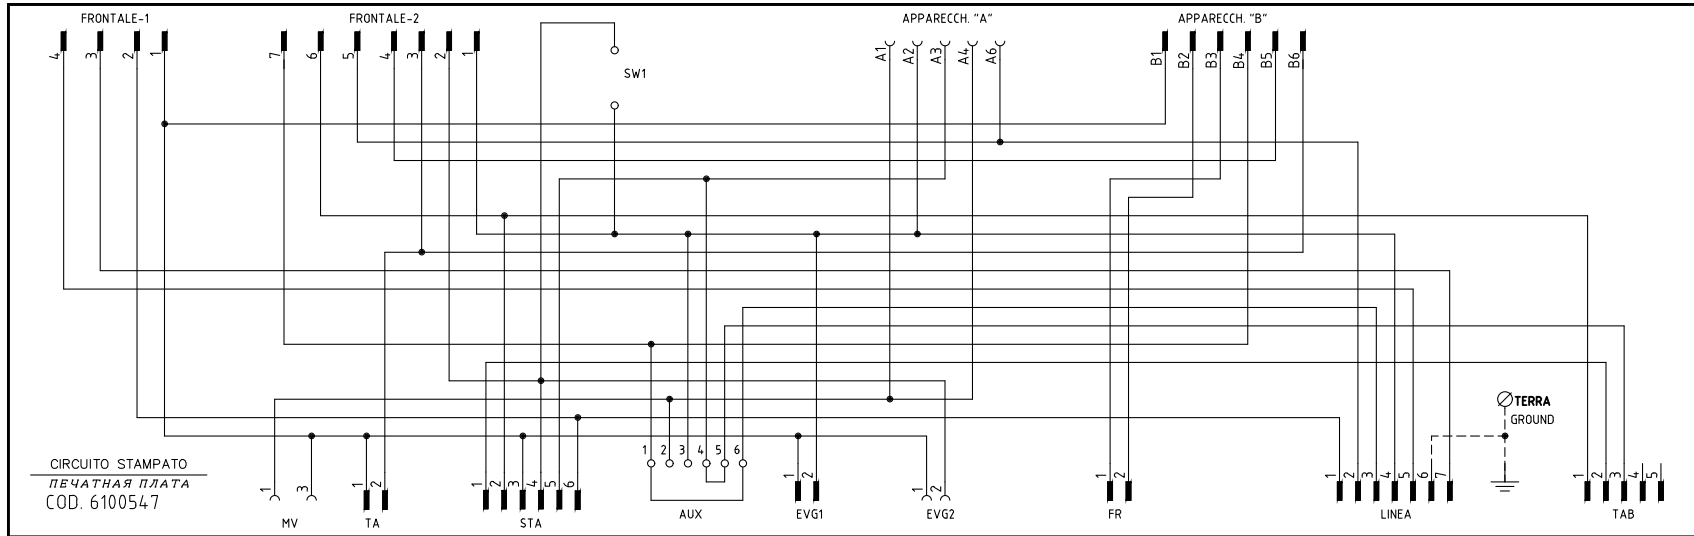 FRONTALE-1
FRONTALE-2
APPARECCH. "A"
APPARECCH. "B"
4 3 2 1
7 6 5 4 3 2 1
SW1
A1 A2 A3 A4 A6
B1 B2 B3 B4 B5 B6
TERRA
GROUND
1 2 3 4 5 6
CIRCUITO STAMPATO
ПЕЧАТНАЯ ПЛАТА
COD. 6100547
1 3
MV
1 2
TA
1 2 3 4 5 6
STA
AUX
1 2
EVG1
1 2
EVG2
1 2
FR
1 2 3 4 5 6 7
LINEA
1 2 3 4 5
TAB